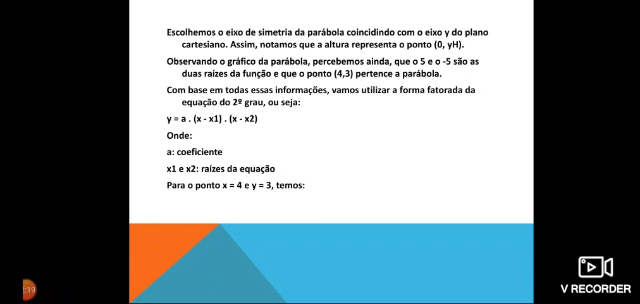 Escolhemos o eixo de simetria da parábola coincidindo com o eixo y do plano
cartesiano. Assim, notamos que a altura representa o ponto (0, yH).
Observando o gráfico da parábola, percebemos ainda, que o 5 e o -5 são as
duas raízes da função e que o ponto (4,3) pertence a parábola.
Com base em todas essas informações, vamos utilizar a forma fatorada da
equação do 2º grau, ou seja:
y = a . (x - x1) . (x - x2)
Onde:
a: coeficiente
x1 e x2: raízes da equação
Para o ponto x = 4 e y = 3, temos:
:19
V RECORDER